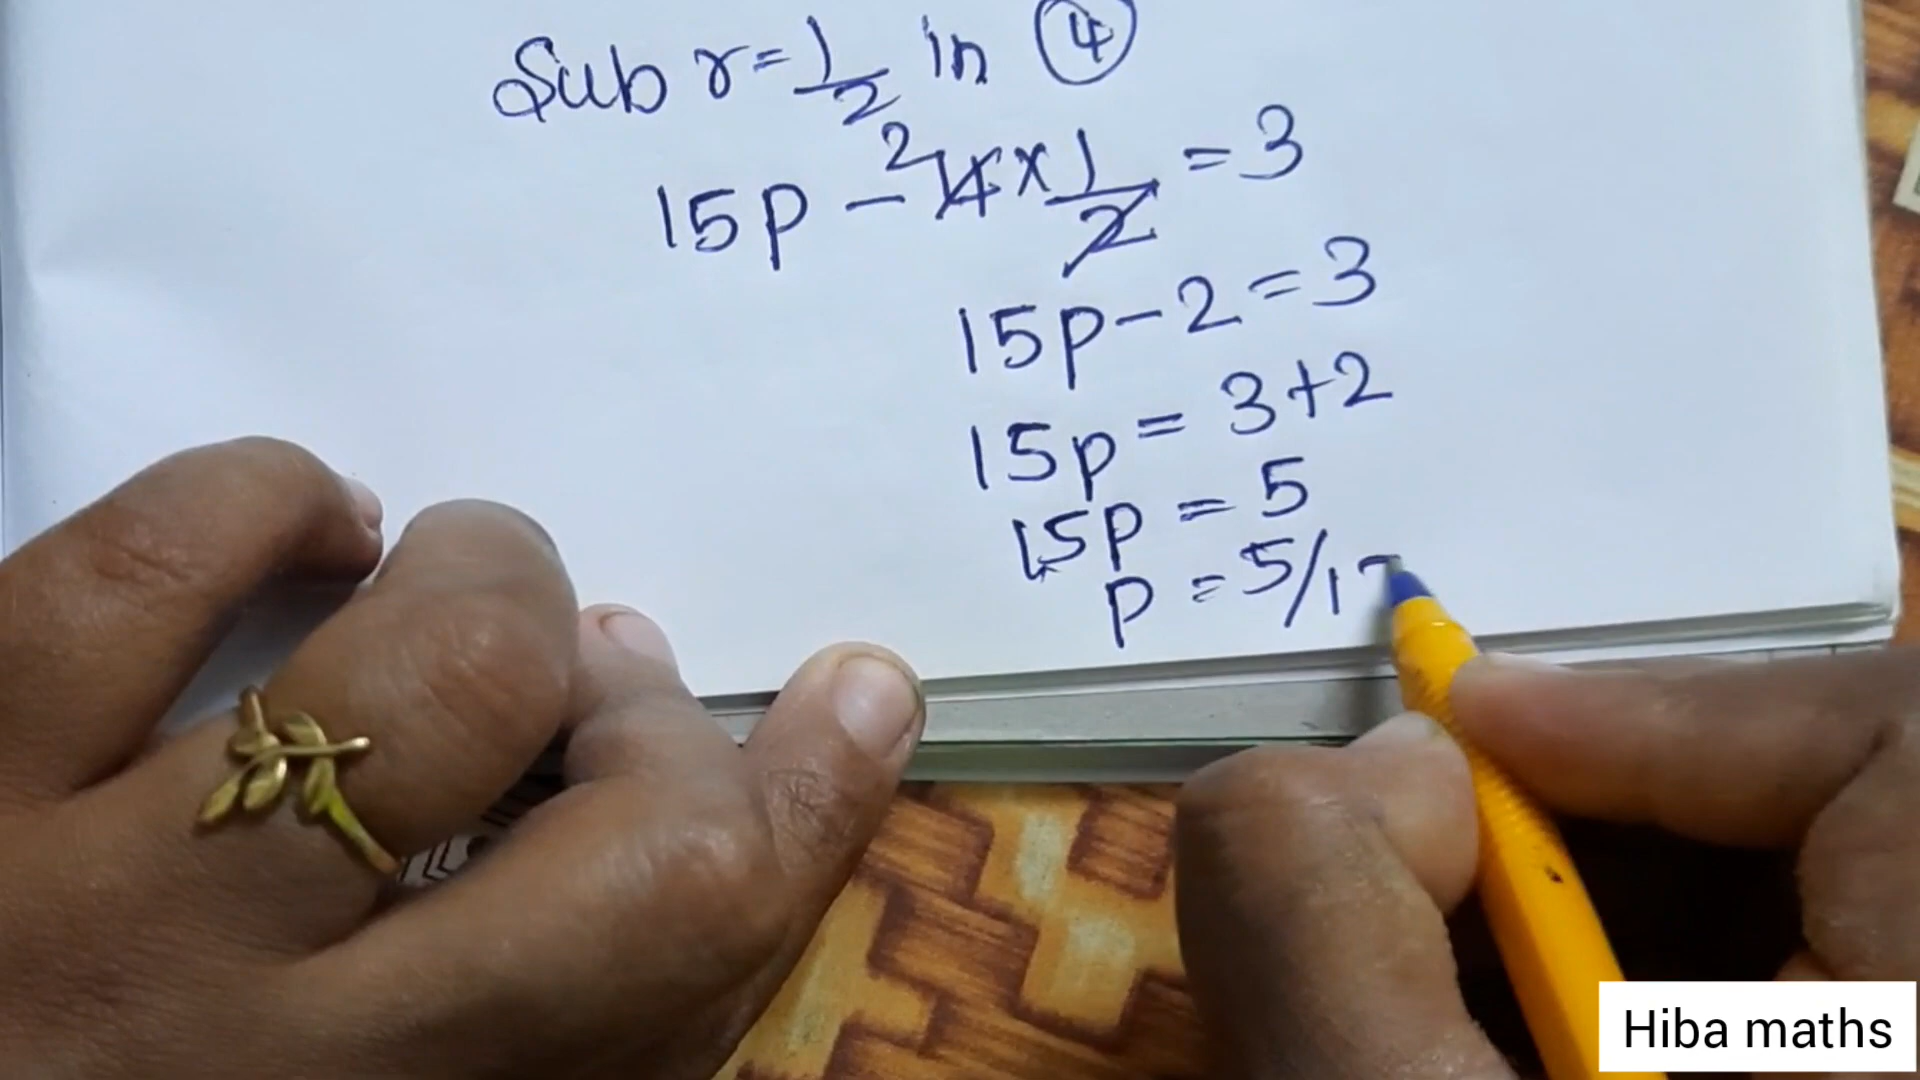 Sub r = 1/2 in ④
15p - 2 4 × 1/2 = 3
15p - 2 = 3
15p = 3 + 2
15p = 5
p = 5/1
Hiba maths